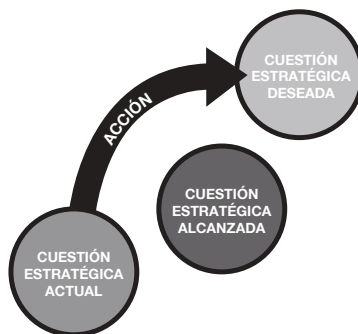 CUESTIÓN
ESTRATÉGICA
DESEADA
ACCIÓN
CUESTIÓN
ESTRATÉGICA
ALCANZADA
CUESTIÓN
ESTRATÉGICA
ACTUAL